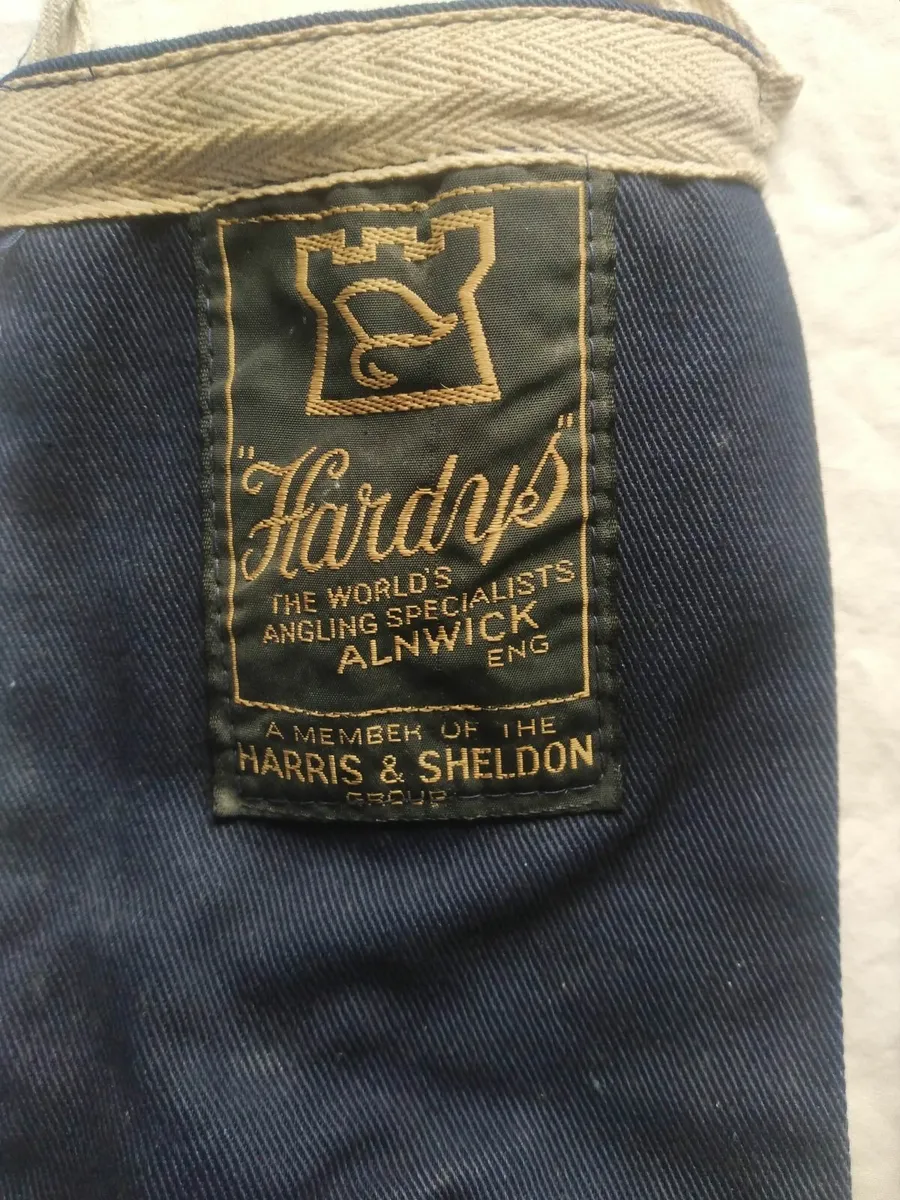 "Hardys"
THE WORLD'S
ANGLING SPECIALISTS
ALNWICK
ENG
A MEMBER OF THE
HARRIS & SHELDON
GROUP